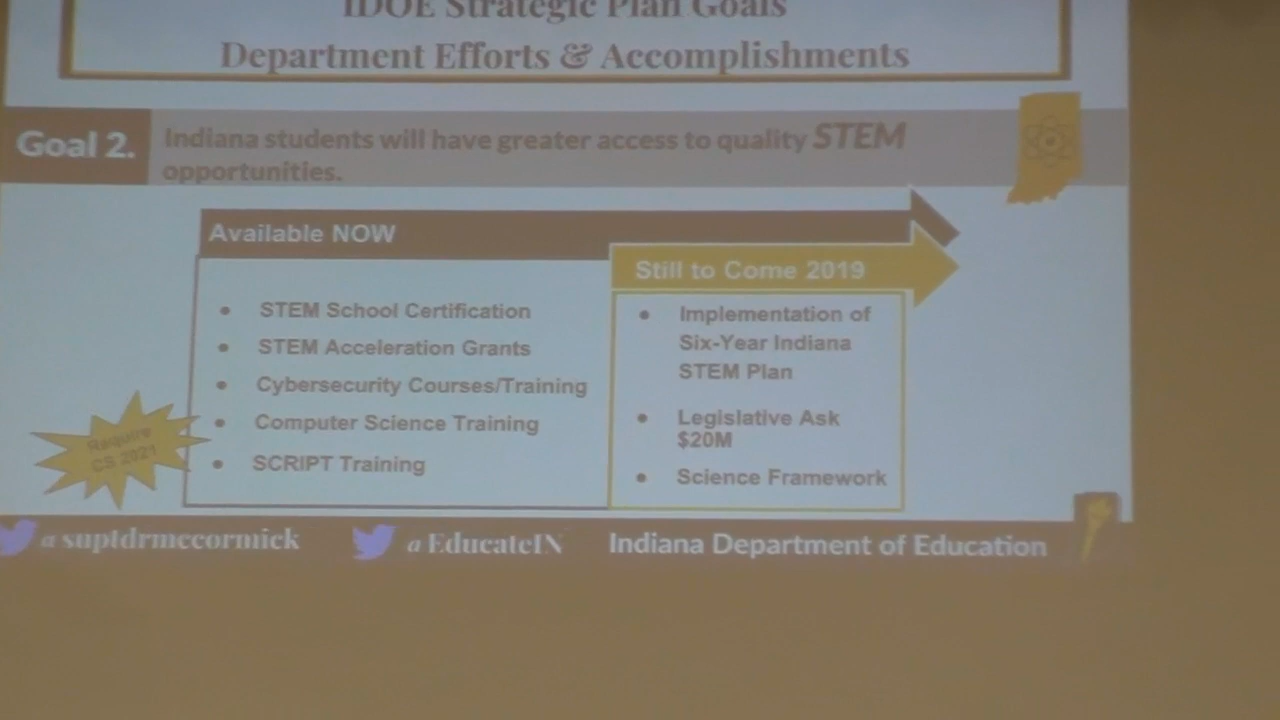 IDOE Strategic Plan Goals
Department Efforts & Accomplishments
Goal 2.
Indiana students will have greater access to quality STEM
opportunities.
Available NOW
• STEM School Certification
• STEM Acceleration Grants
• Cybersecurity Courses/Training
• Computer Science Training
• SCRIPT Training
Require
CS 2021
Still to Come 2019
• Implementation of
Six-Year Indiana
STEM Plan
• Legislative Ask
$20M
• Science Framework
@suptdrmccormick
@EducateIN
Indiana Department of Education